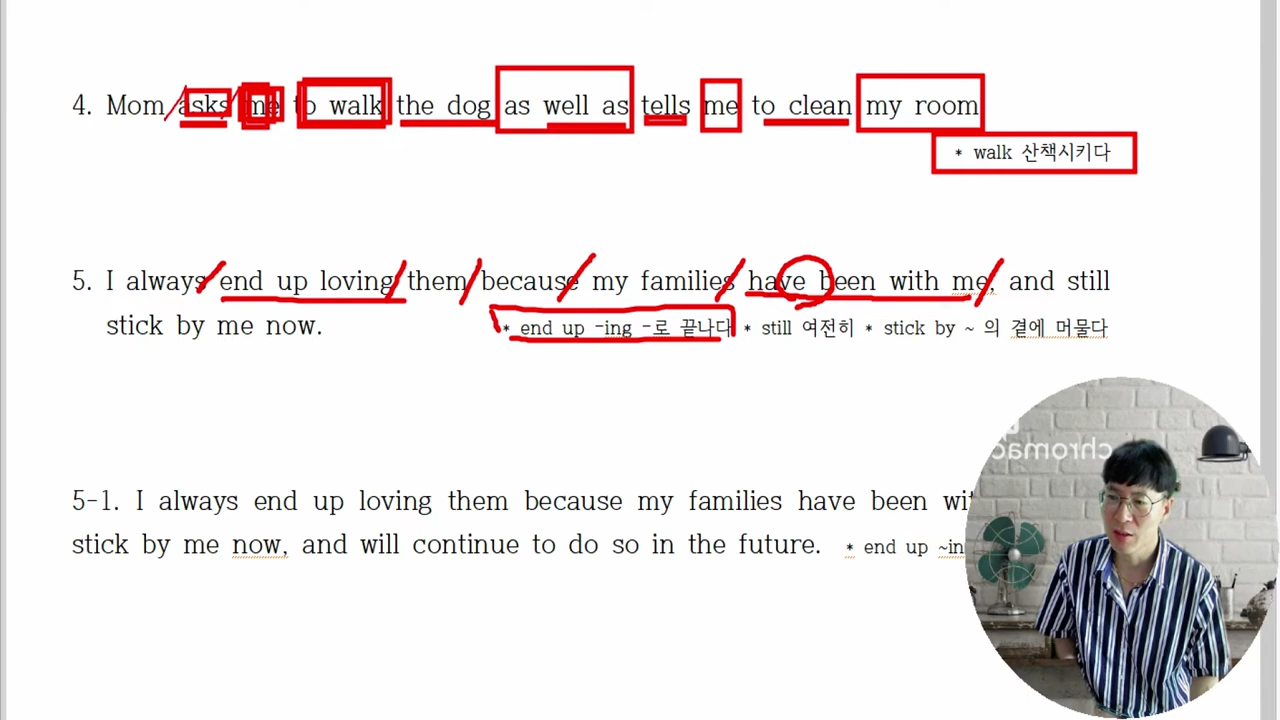 4. Mom asks me to walk the dog as well as tells me to clean my room
* walk 산책시키다
5. I always end up loving them because my families have been with me, and still
stick by me now.
* end up -ing -로 끝나다 * still 여전히 * stick by ~ 의 곁에 머물다
chromac
5-1. I always end up loving them because my families have been
stick by me now, and will continue to do so in the future. * end up